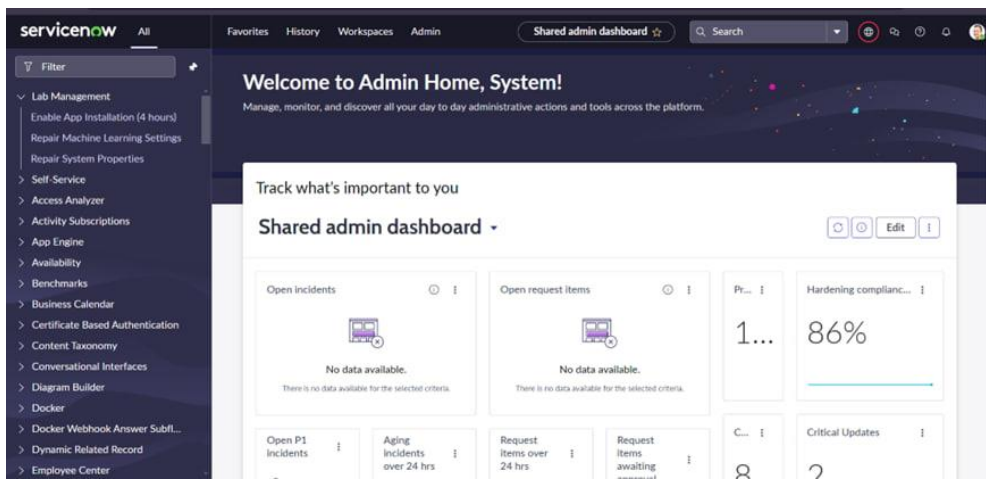 servicenow All Favorites History Workspaces Admin Shared admin dashboard Search
Filter
Lab Management
Enable App Installation (4 hours)
Repair Machine Learning Settings
Repair System Properties
Self-Service
Access Analyzer
Activity Subscriptions
App Engine
Availability
Benchmarks
Business Calendar
Certificate Based Authentication
Content Taxonomy
Conversational Interfaces
Diagram Builder
Docker
Docker Webhook Answer Subfl...
Dynamic Related Record
Employee Center
Welcome to Admin Home, System!
Manage, monitor, and discover all your day to day administrative actions and tools across the platform.
Track what's important to you
Shared admin dashboard
Edit
Open incidents
No data available.
There is no data available for the selected criteria.
Open request items
No data available.
There is no data available for the selected criteria.
Pr...
1...
Hardening complianc...
86%
Open P1
incidents
Aging
incidents
over 24 hrs
Request
items over
24 hrs
Request
items
awaiting
approval
C...
8
Critical Updates
2